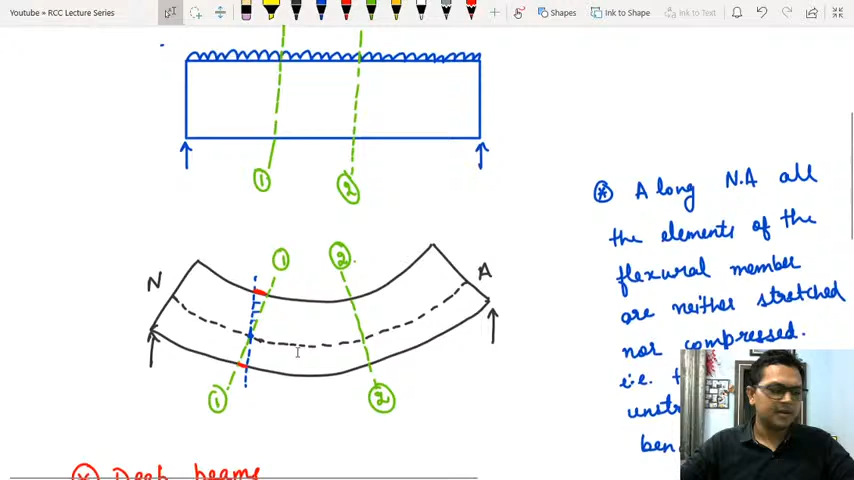 Youtube » RCC Lecture Series
Shapes
Ink to Shape
Ink to Text
1
2
* Along N.A all
the elements of the
flexural member
are neither stretched
nor compressed.
i.e.
N
1
2
A
1
2
x Deep beams